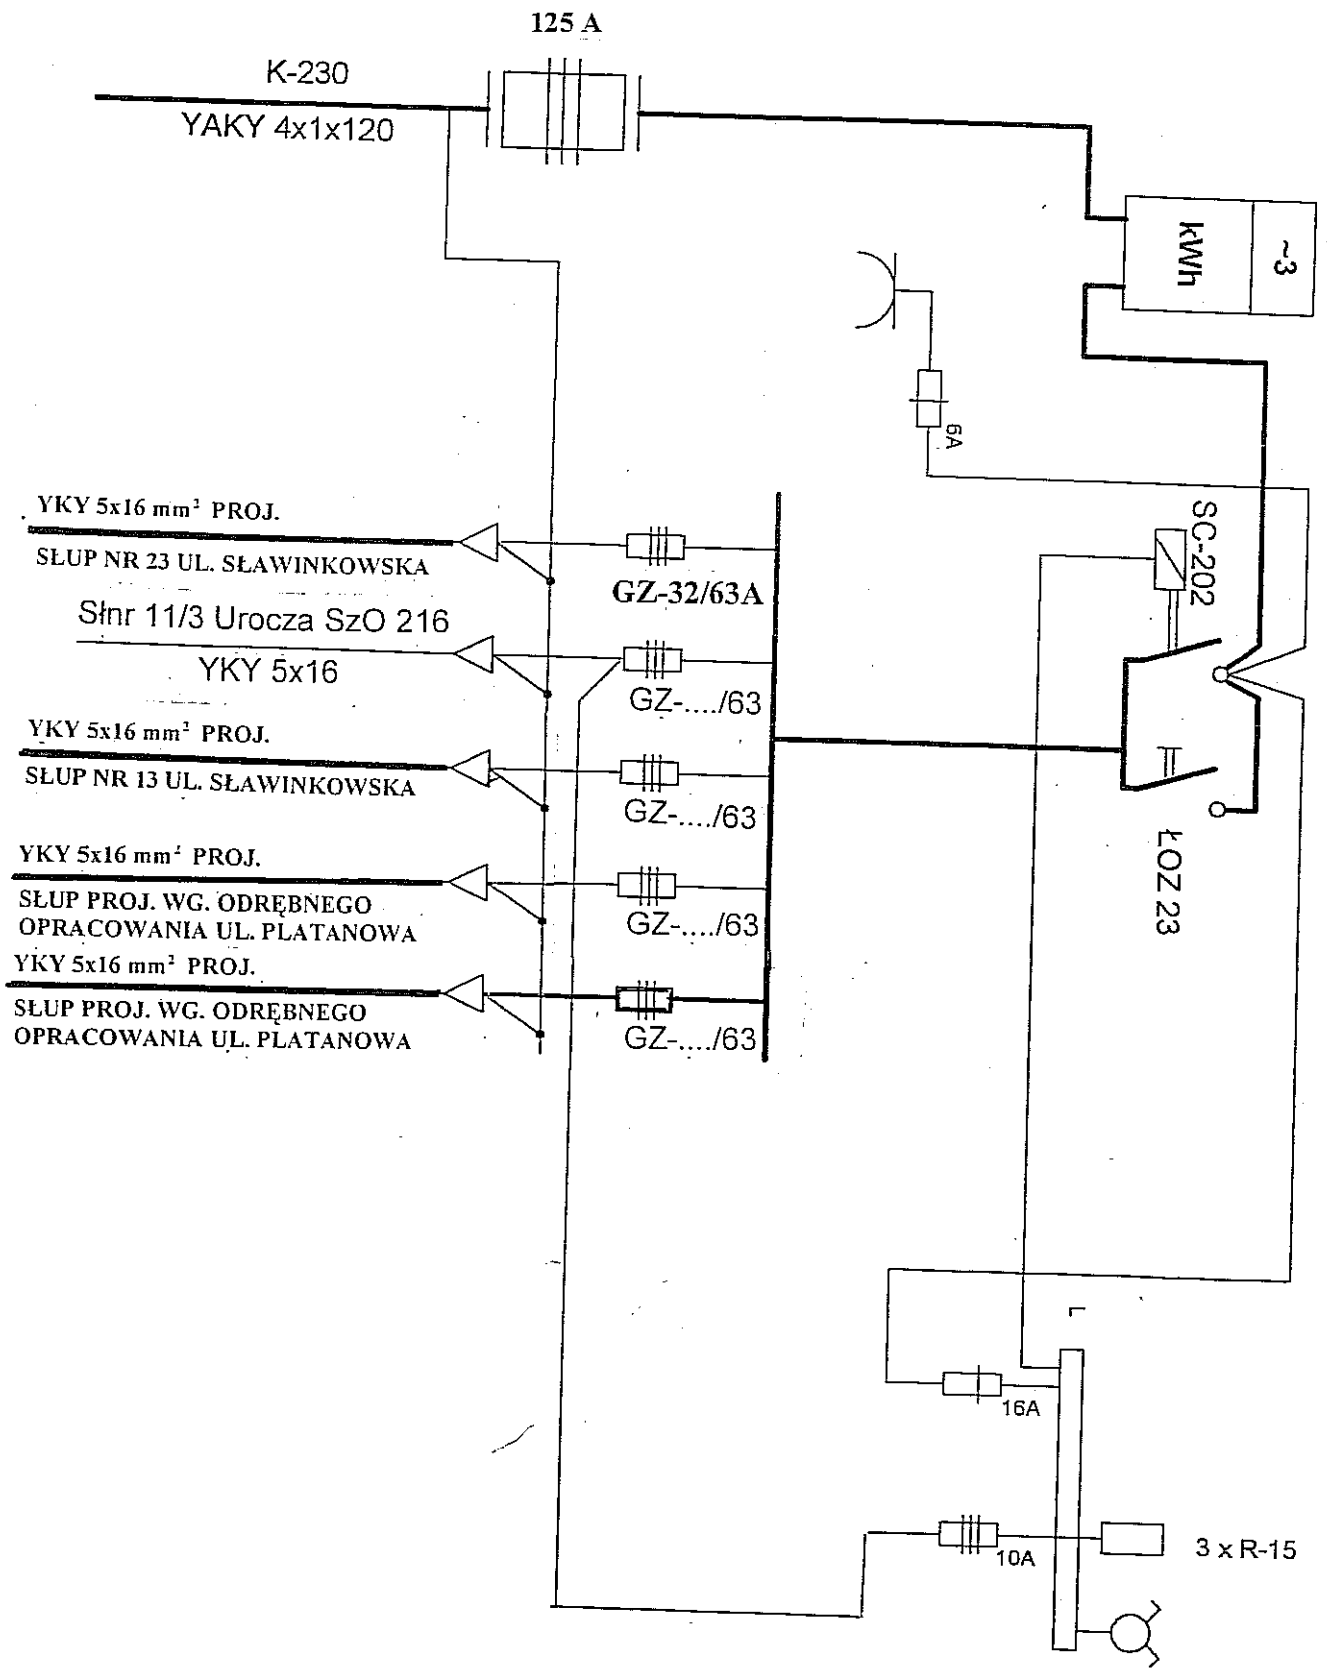 125 A
K-230
YAKY 4x1x120
kWh
~3
6A
SC-202
YKY 5x16 mm² PROJ.
SŁUP NR 23 UL. SŁAWINKOWSKA
GZ-32/63A
Słnr 11/3 Urocza SzO 216
YKY 5x16
GZ-..../63
YKY 5x16 mm² PROJ.
SŁUP NR 13 UL. SŁAWINKOWSKA
GZ-..../63
ŁOZ 23
YKY 5x16 mm² PROJ.
SŁUP PROJ. WG. ODRĘBNEGO
OPRACOWANIA UL. PLATANOWA
GZ-..../63
YKY 5x16 mm² PROJ.
SŁUP PROJ. WG. ODRĘBNEGO
OPRACOWANIA UL. PLATANOWA
GZ-..../63
L
16A
10A
3 x R-15